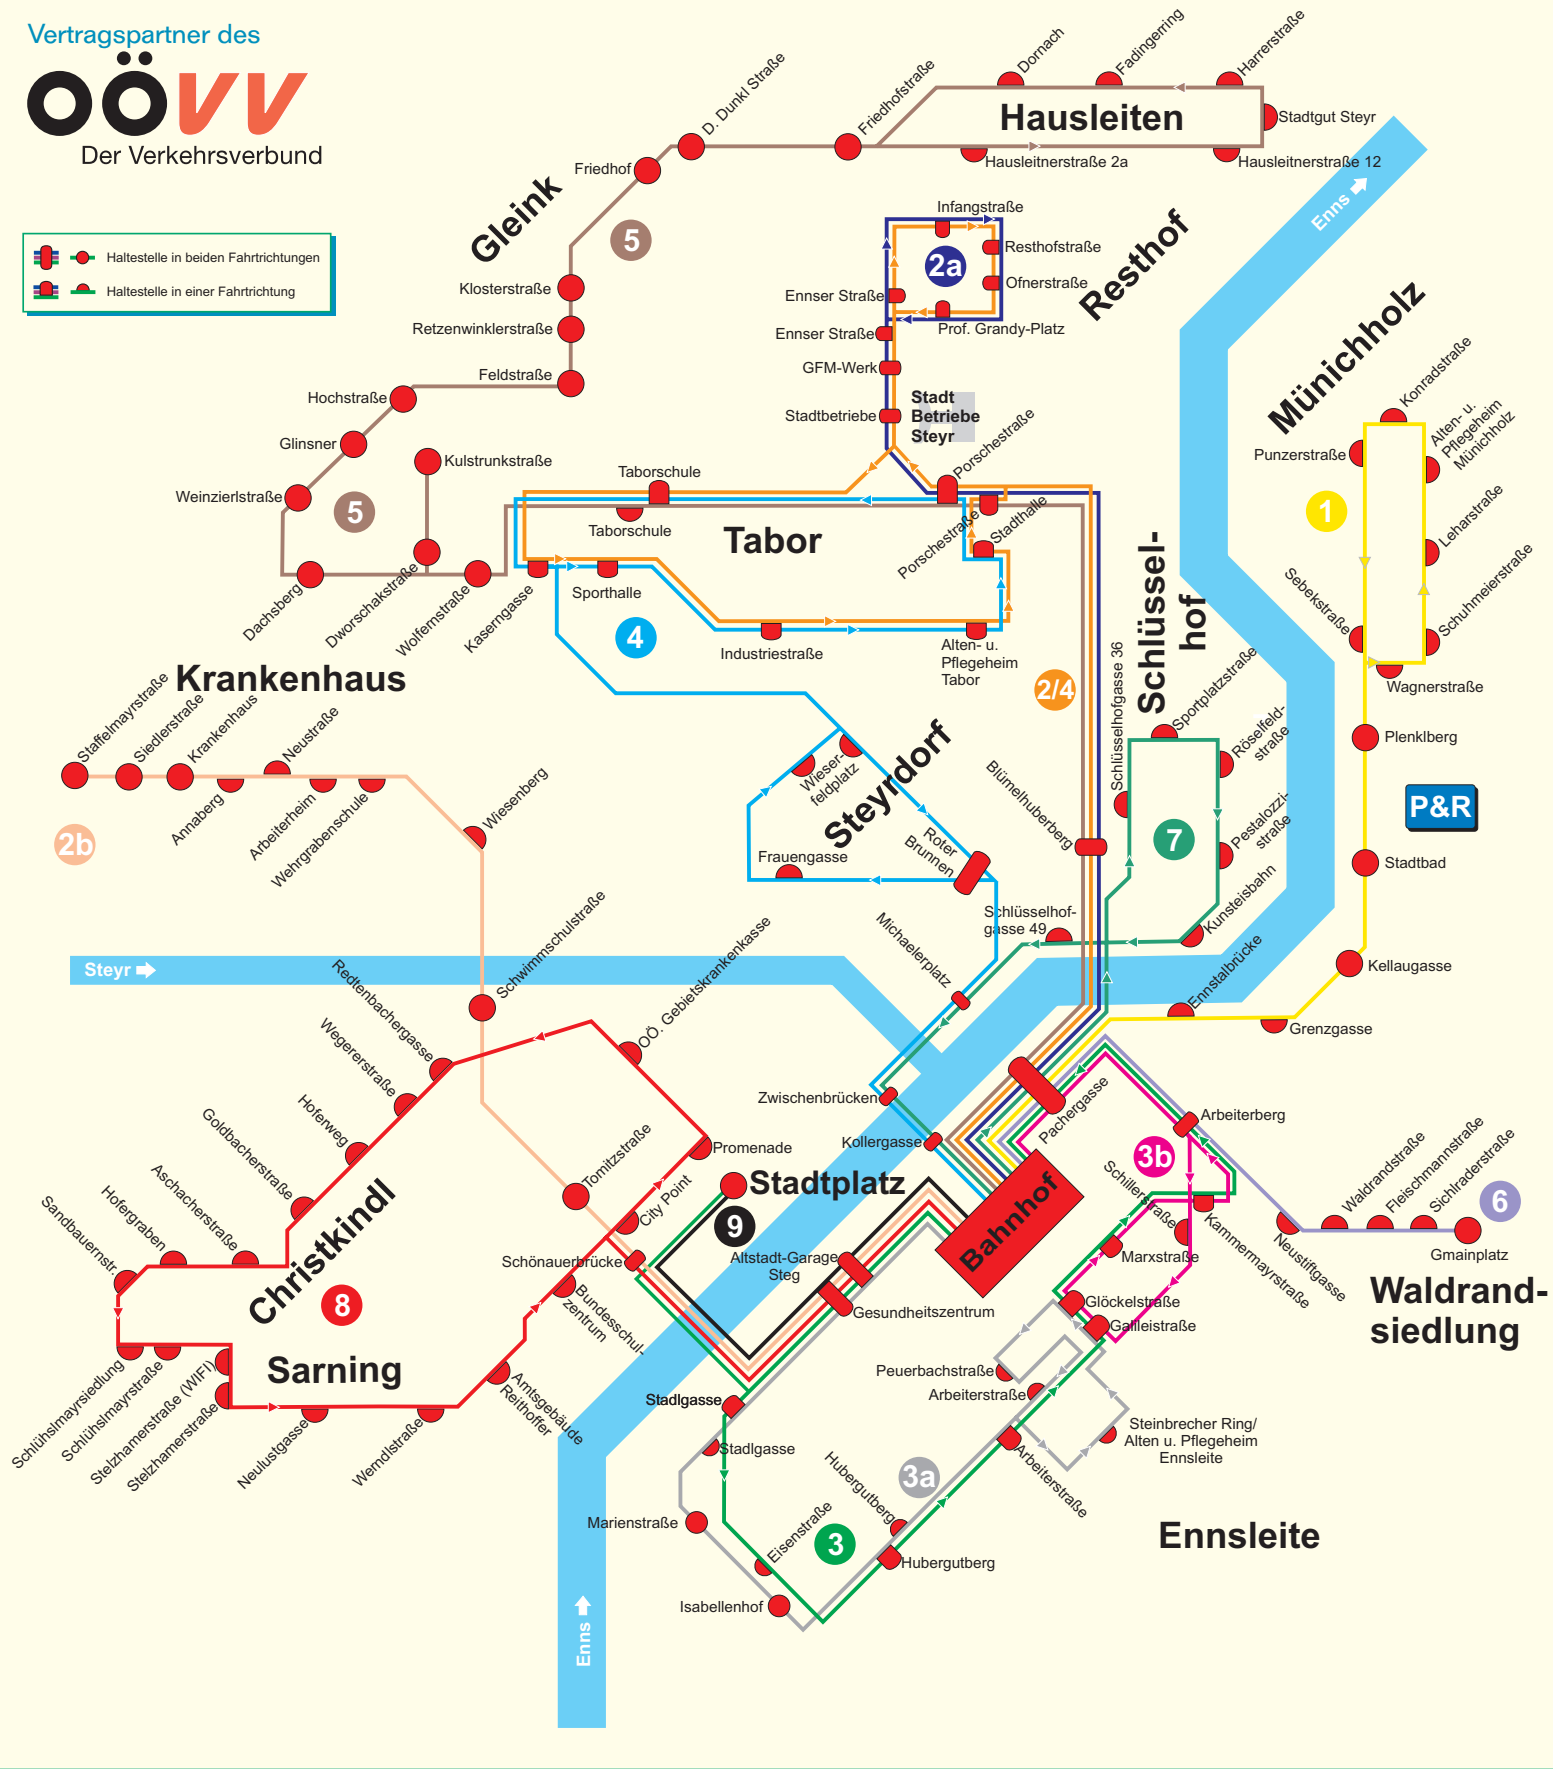 Vertragspartner des
OÖVV
Der Verkehrsverbund
Haltestelle in beiden Fahrtrichtungen
Haltestelle in einer Fahrtrichtung
Gleink
5
Friedhof
D. Dunkl Straße
Friedhofstraße
Dornach
Fadingerring
Harrerstraße
Hausleiten
Stadtgut Steyr
Hausleitnerstraße 2a
Hausleitnerstraße 12
Klosterstraße
Retzenwinklerstraße
Feldstraße
Hochstraße
Glinsner
Weinzierlstraße
5
Kulstrunkstraße
Dachsberg
Dworschakstraße
Wolfernstraße
Infangstraße
2a
Resthofstraße
Ofnerstraße
Ennser Straße
Ennser Straße
Prof. Grandy-Platz
GFM-Werk
Stadtbetriebe
Stadt
Betriebe
Steyr
Resthof
Enns
Münichholz
Konradstraße
Alten- u.
Pflegeheim
Münichholz
Punzerstraße
1
Leharstraße
Sebekstraße
Schuhmeierstraße
Wagnerstraße
Plenklberg
P&R
Stadtbad
Kellaugasse
Grenzgasse
Ennstalbrücke
Taborschule
Taborschule
Tabor
Porschestraße
Porschestraße
Stadthalle
Kaserngasse
Sporthalle
4
Industriestraße
Alten- u.
Pflegeheim
Tabor
2/4
Schlüssel-
hof
Schlüsselhofgasse 36
Sportplatzstraße
Röselfeld-
straße
7
Pestalozzi-
straße
Kunsteisbahn
Blümelhuberberg
Schlüsselhof-
gasse 49
Krankenhaus
Staffelmayrstraße
Siedlerstraße
Krankenhaus
Neustraße
Annaberg
Arbeiterheim
Wehrgrabenschule
Wiesenberg
2b
Steyrdorf
Wieser-
feldplatz
Frauengasse
Roter
Brunnen
Michaelerplatz
Steyr
Schwimmschulstraße
Redtenbachergasse
OÖ. Gebietskrankenkasse
Wegererstraße
Hoferweg
Goldbacherstraße
Aschacherstraße
Hofergraben
Sandbauernstr.
Christkindl
8
Sarning
Schlühslmayrsiedlung
Schlühslmayrstraße
Stelzhamerstraße (WIFI)
Stelzhamerstraße
Neulustgasse
Werndlstraße
Amtsgebäude
Reithoffer
Bundesschul-
zentrum
Schönauerbrücke
City Point
Tomitzstraße
Promenade
Stadtplatz
9
Zwischenbrücken
Kollergasse
Pachergasse
Bahnhof
Altstadt-Garage
Steg
Gesundheitszentrum
3b
Arbeiterberg
Schillerstraße
Kammermayrstraße
Marxstraße
Glöckelstraße
Gallleistraße
Waldrandstraße
Fleischmannstraße
Sichlraderstraße
6
Neustiftgasse
Gmainplatz
Waldrand-
siedlung
Peuerbachstraße
Arbeiterstraße
Arbeiterstraße
Steinbrecher Ring/
Alten u. Pflegeheim
Ennsleite
Stadlgasse
Stadlgasse
Marienstraße
Eisenstraße
Isabellenhof
3
3a
Hubergutberg
Hubergutberg
Ennsleite
Enns